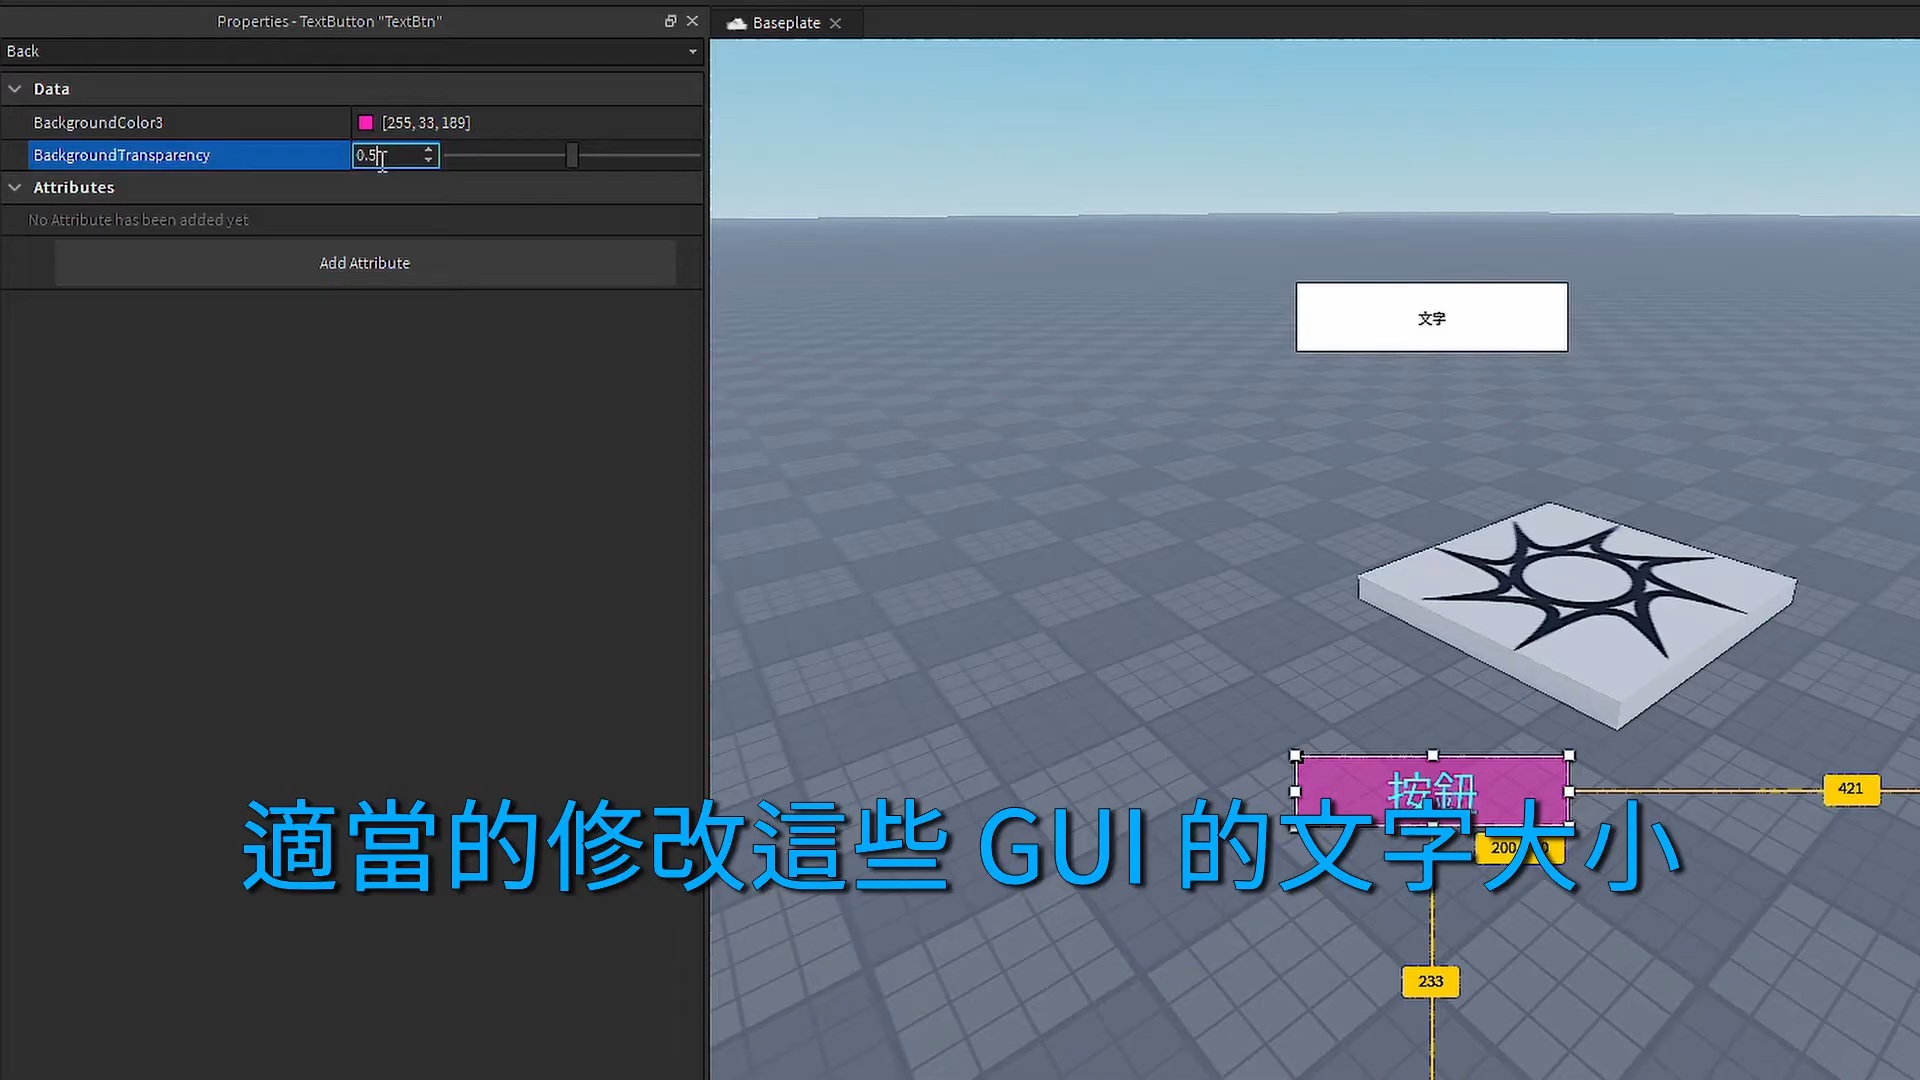 Properties - TextButton "TextBtn"
Baseplate
Back
Data
BackgroundColor3
[255, 33, 189]
BackgroundTransparency
0.5
Attributes
No Attribute has been added yet
Add Attribute
文字
按鈕
421
200
233
適當的修改這些 GUI 的文字大小